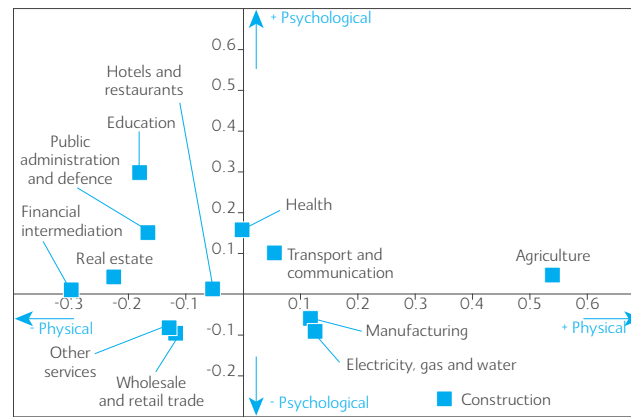 + Psychological
0.6
Hotels and
restaurants
0.5
Education
0.4
Public
administration
and defence
0.3
Financial
intermediation
0.2
Health
Real estate
0.1
Transport and
communication
Agriculture
-0.3
-0.2
-0.1
0.1
0.2
0.3
0.4
0.5
0.6
- Physical
+ Physical
-0.1
Manufacturing
Other
services
Electricity, gas and water
Wholesale
and retail trade
-0.2
- Psychological
Construction